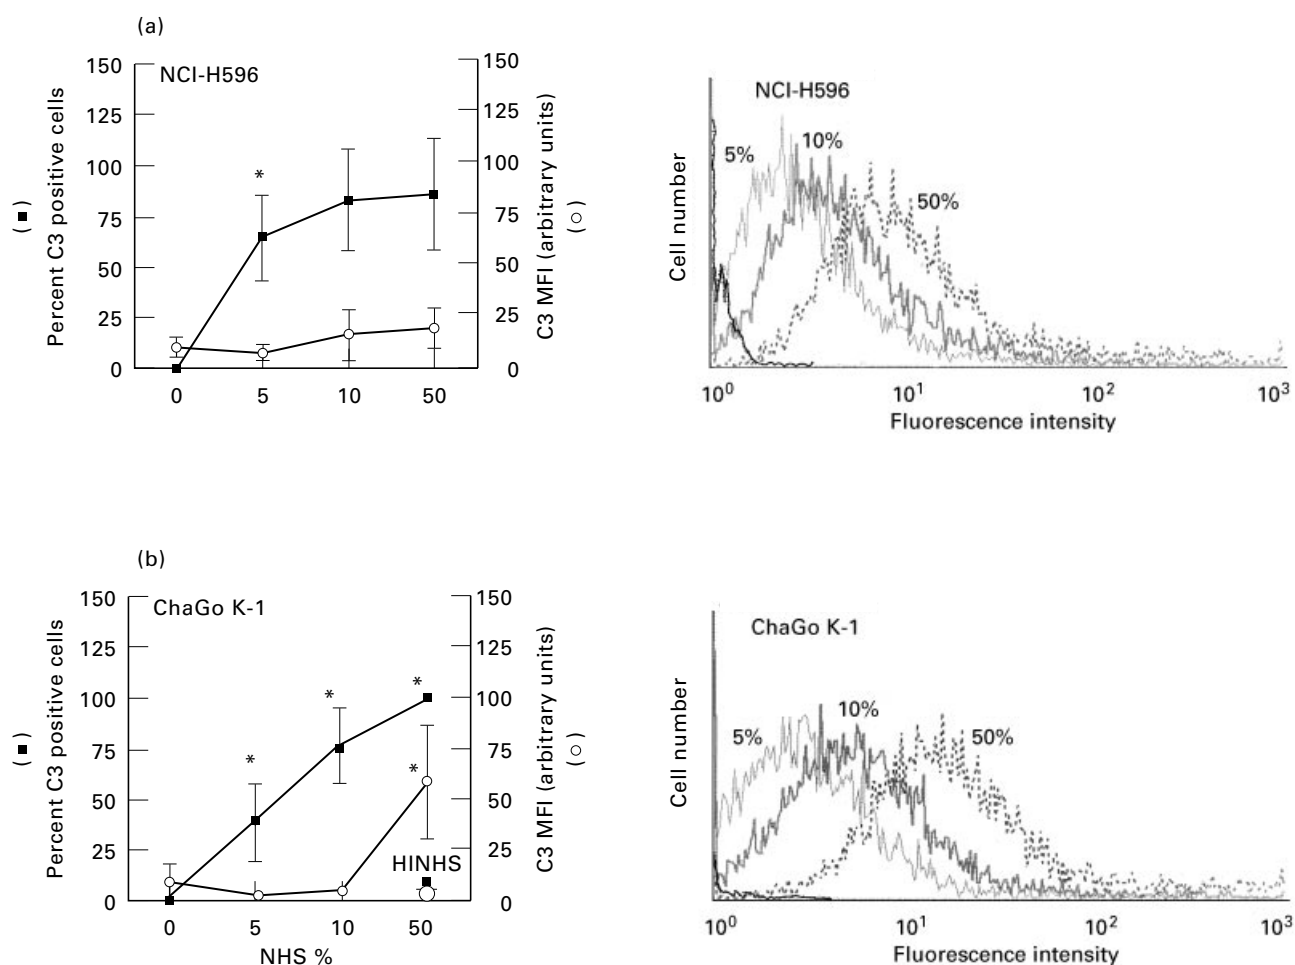 (a)
NCI-H596
150
125
100
75
50
25
0
Percent C3 positive cells
(■)
*
0 5 10 50
150
100
75
50
25
0
C3 MFI (arbitrary units)
(○)
NCI-H596
5%
10%
50%
Cell number
10⁰ 10¹ 10² 10³
Fluorescence intensity
(b)
ChaGo K-1
150
125
100
75
50
25
0
Percent C3 positive cells
(■)
*
*
*
*
HINHS
0 5 10 50
NHS %
150
100
75
50
25
0
C3 MFI (arbitrary units)
(○)
ChaGo K-1
5%
10%
50%
Cell number
10⁰ 10¹ 10² 10³
Fluorescence intensity